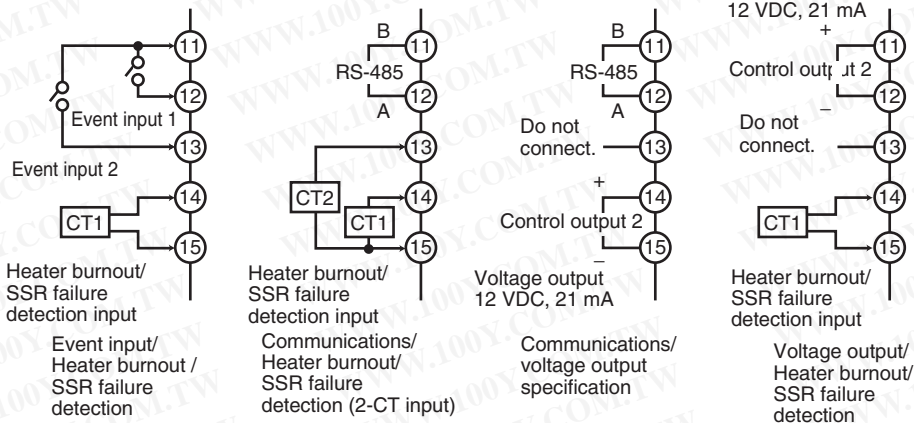 11
12
Event input 1
13
Event input 2
14
CT1
15
Heater burnout/
SSR failure
detection input
Event input/
Heater burnout /
SSR failure
detection
B
11
RS-485
12
A
13
CT2
14
CT1
15
Heater burnout/
SSR failure
detection input
Communications/
Heater burnout/
SSR failure
detection (2-CT input)
B
11
RS-485
12
A
Do not
connect.
13
+
14
Control output 2
15
−
Voltage output
12 VDC, 21 mA
Communications/
voltage output
specification
12 VDC, 21 mA
+
11
Control output 2
12
−
Do not
connect.
13
14
CT1
15
Heater burnout/
SSR failure
detection input
Voltage output/
Heater burnout/
SSR failure
detection
WWW.100Y.COM.TW